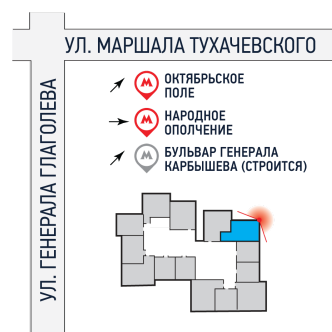 УЛ. МАРШАЛА ТУХАЧЕВСКОГО
УЛ. ГЕНЕРАЛА ГЛАГОЛЕВА
ОКТЯБРЬСКОЕ
ПОЛЕ
НАРОДНОЕ
ОПОЛЧЕНИЕ
БУЛЬВАР ГЕНЕРАЛА
КАРБЫШЕВА (СТРОИТСЯ)